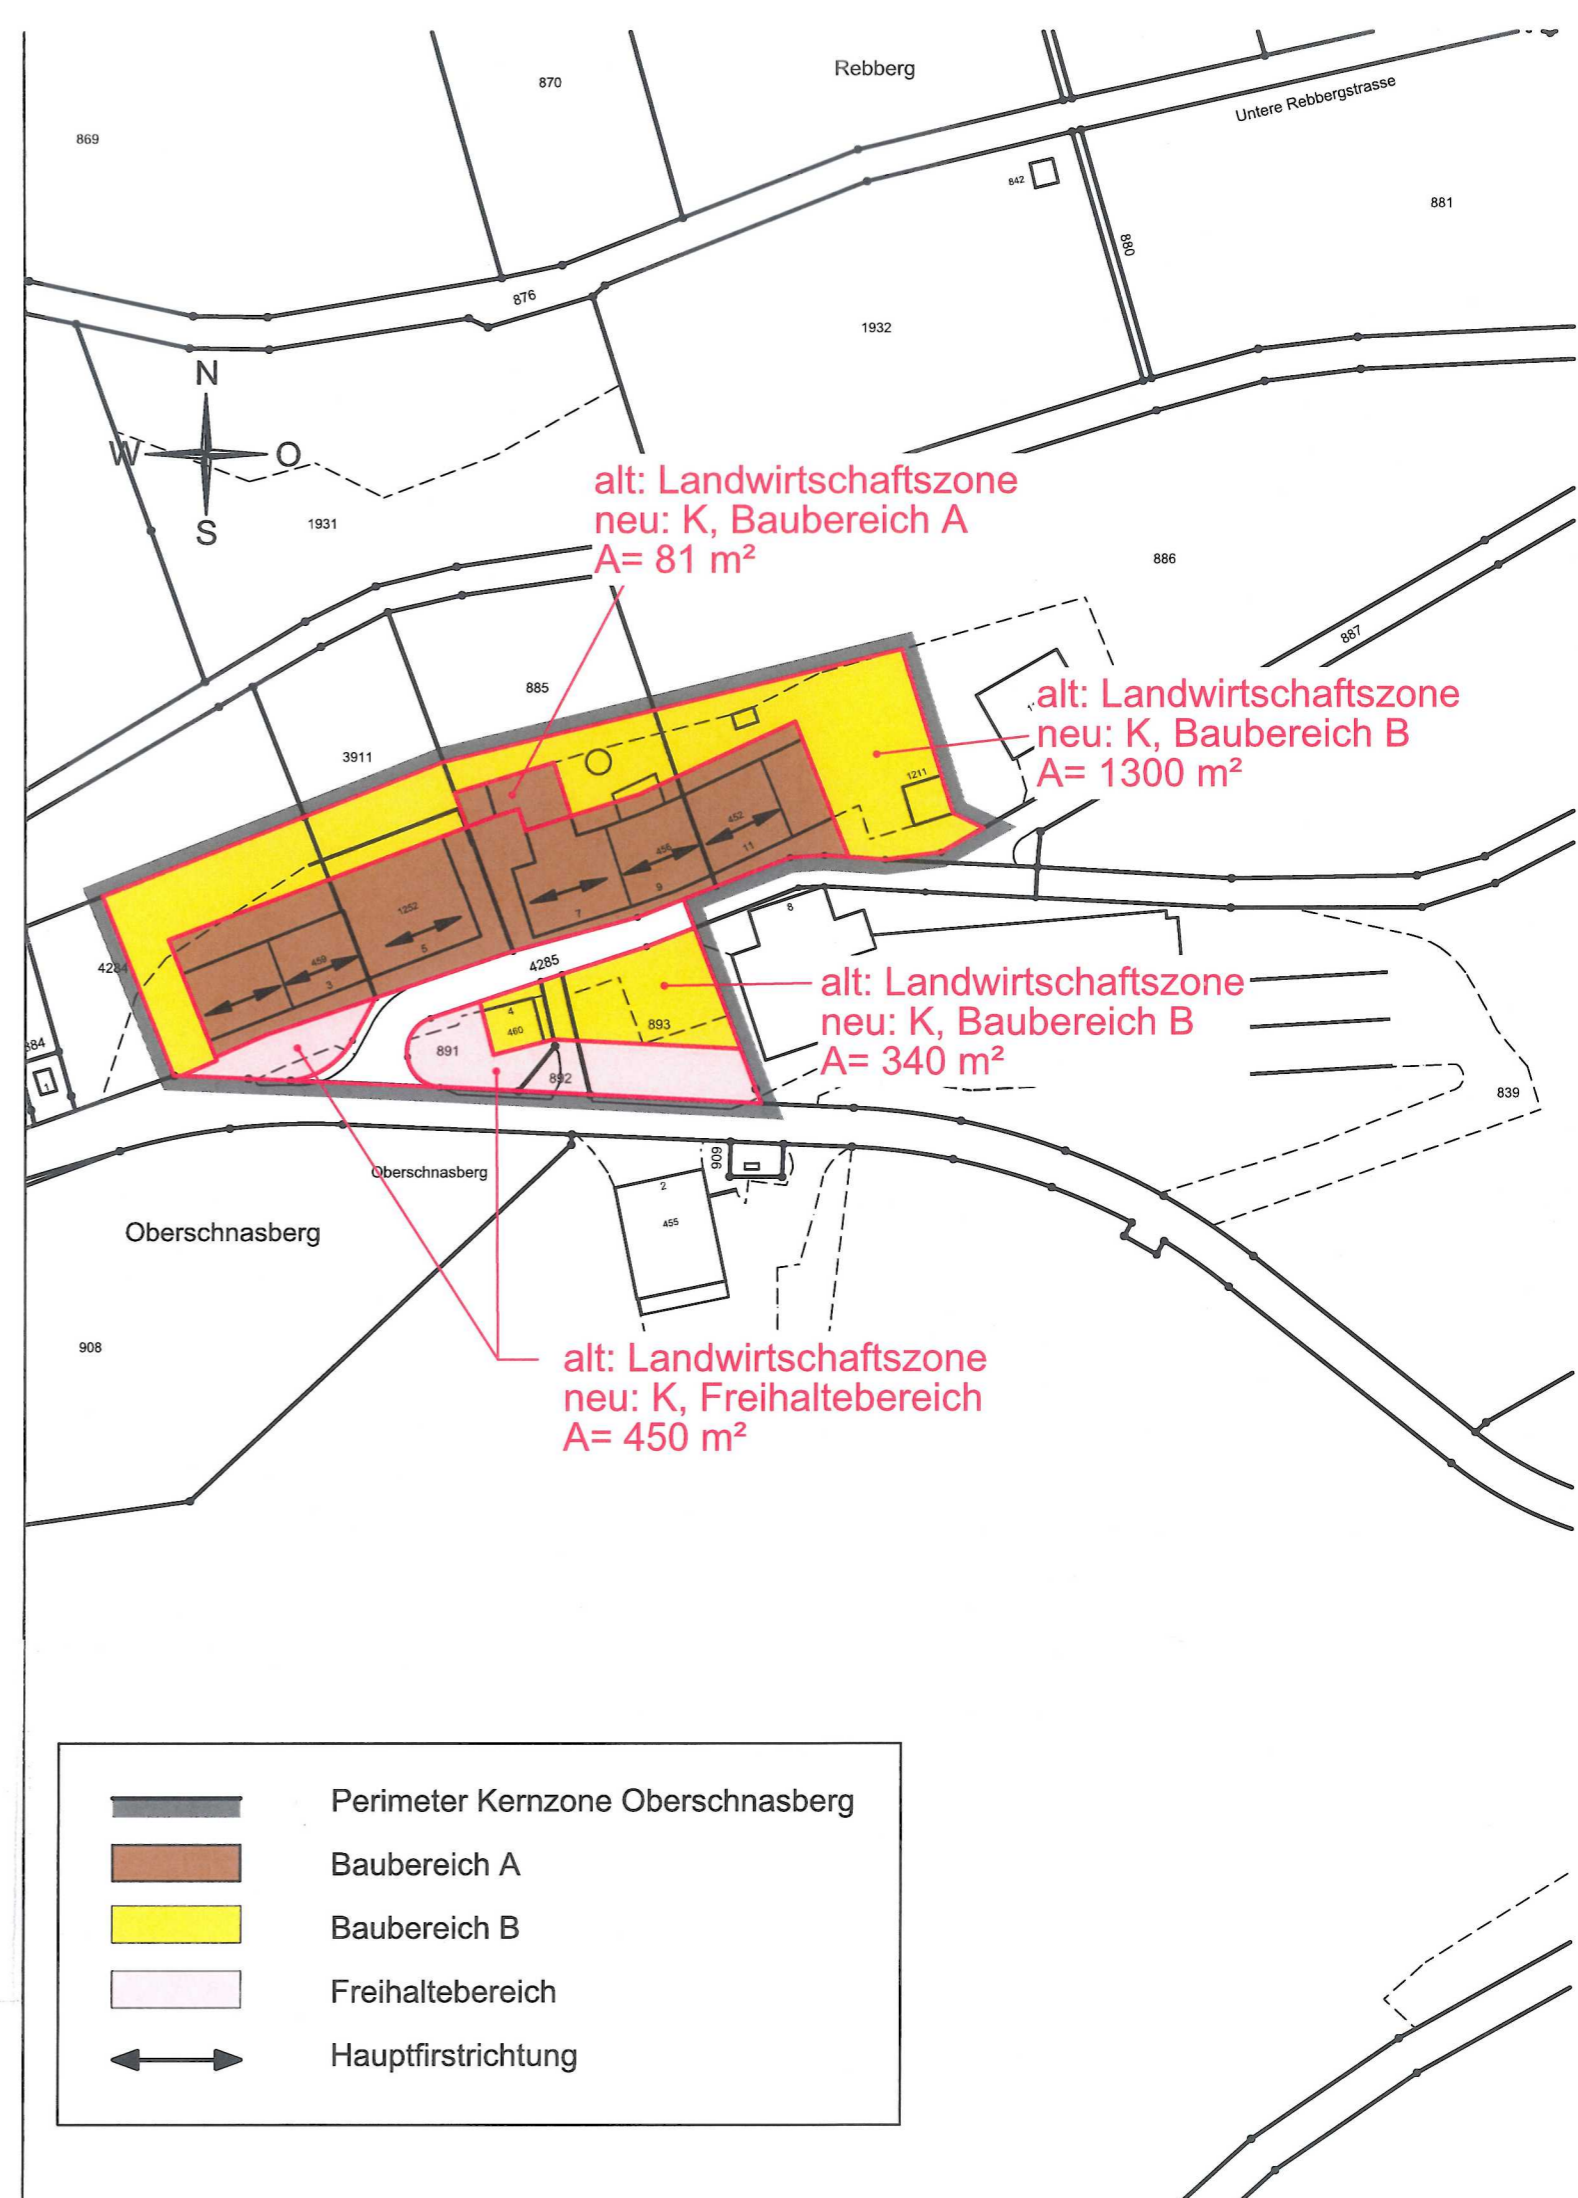 870
Rebberg
Untere Rebbergstrasse
869
842
881
880
876
1932
N
W
O
S
1931
alt: Landwirtschaftszone
neu: K, Baubereich A
A= 81 m²
886
887
885
3911
alt: Landwirtschaftszone
neu: K, Baubereich B
A= 1300 m²
1211
452
11
456
9
7
1252
5
459
3
4284
4285
8
884
1
4
460
891
892
893
alt: Landwirtschaftszone
neu: K, Baubereich B
A= 340 m²
839
Oberschnasberg
909
2
455
Oberschnasberg
908
alt: Landwirtschaftszone
neu: K, Freihaltebereich
A= 450 m²
Perimeter Kernzone Oberschnasberg
Baubereich A
Baubereich B
Freihaltebereich
Hauptfirstrichtung